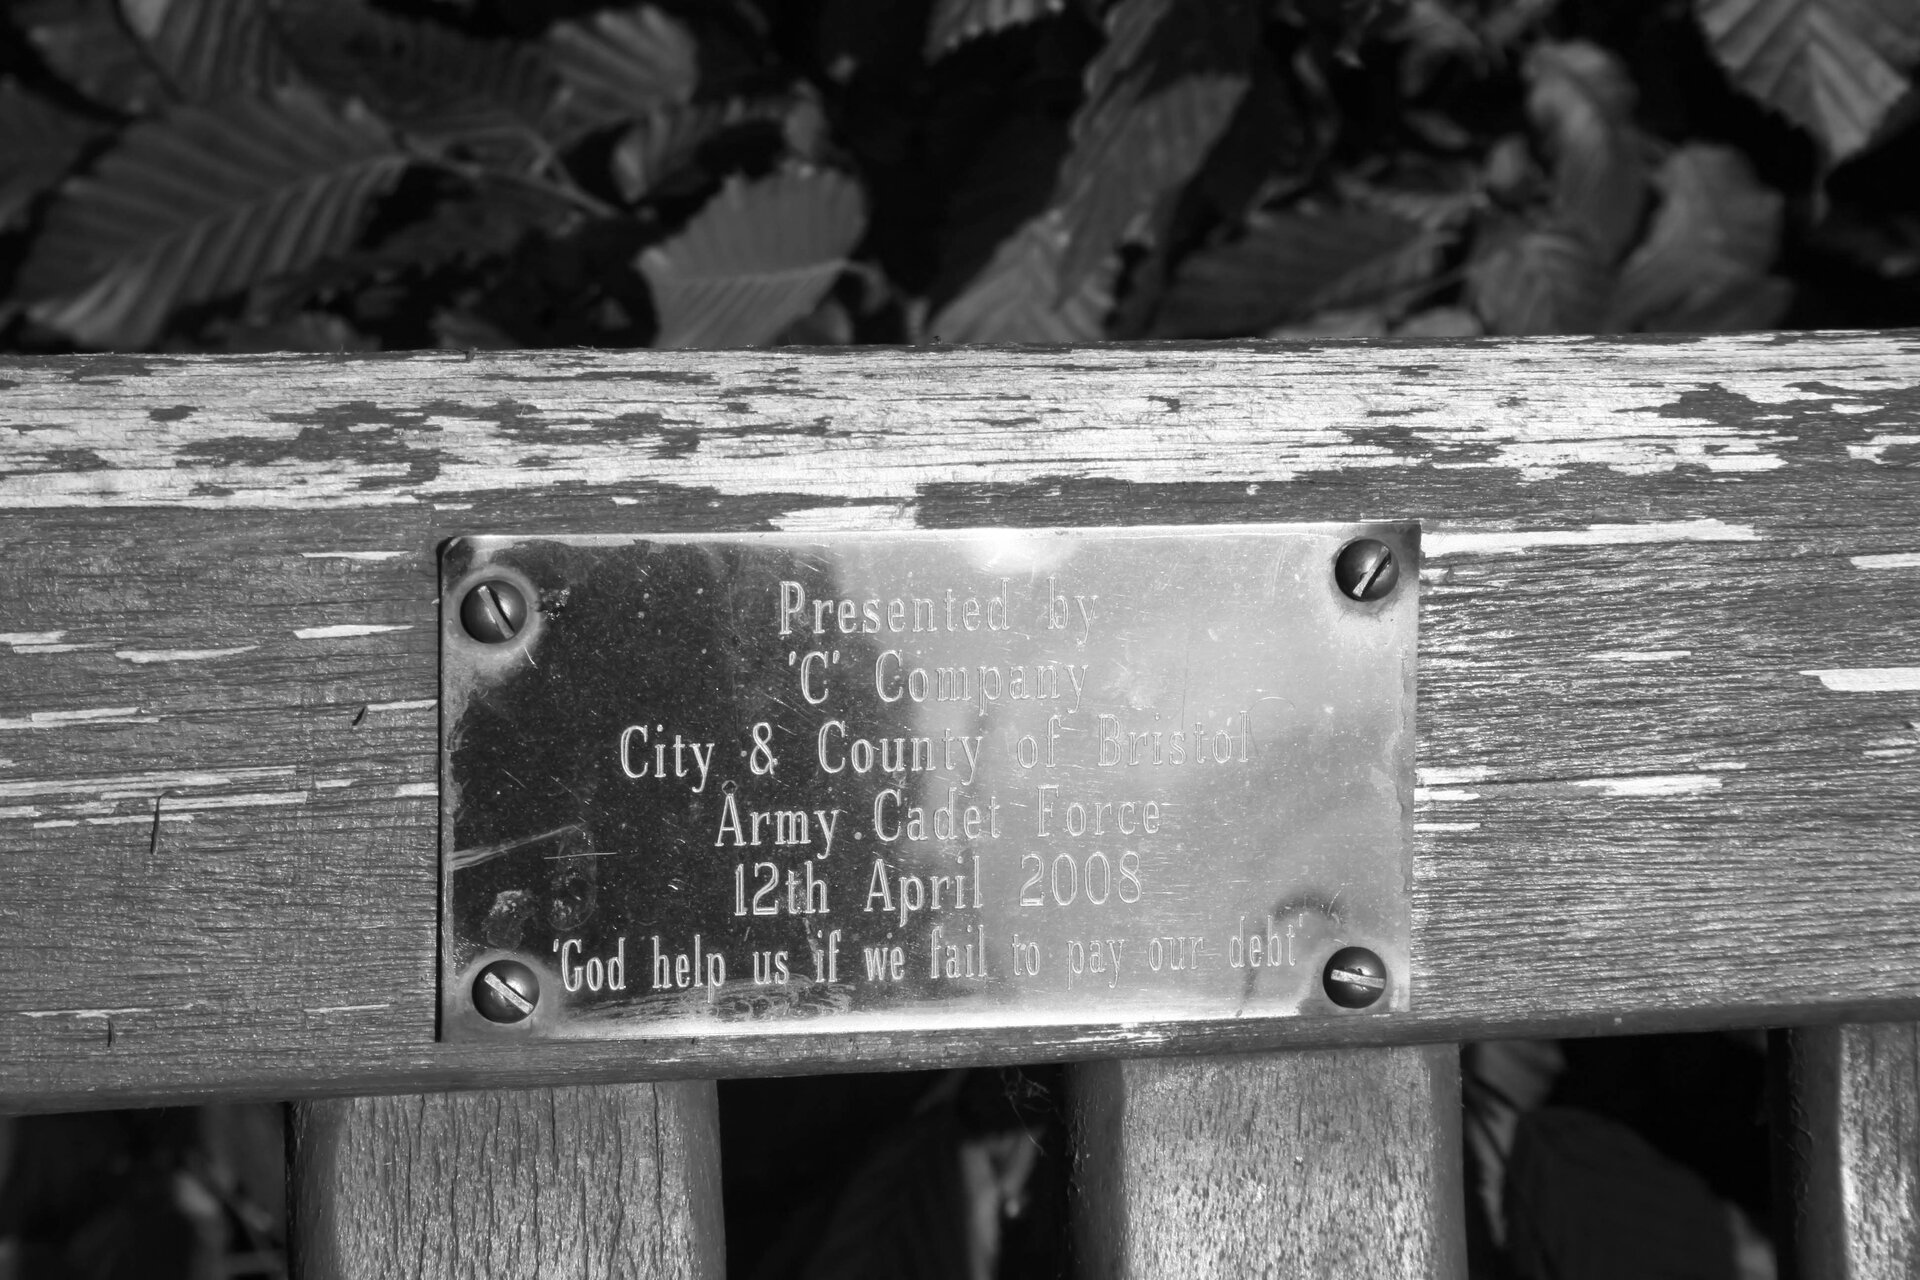 Presented by
'C' Company
City & County of Bristol
Army Cadet Force
12th April 2008
'God help us if we fail to pay our debt'